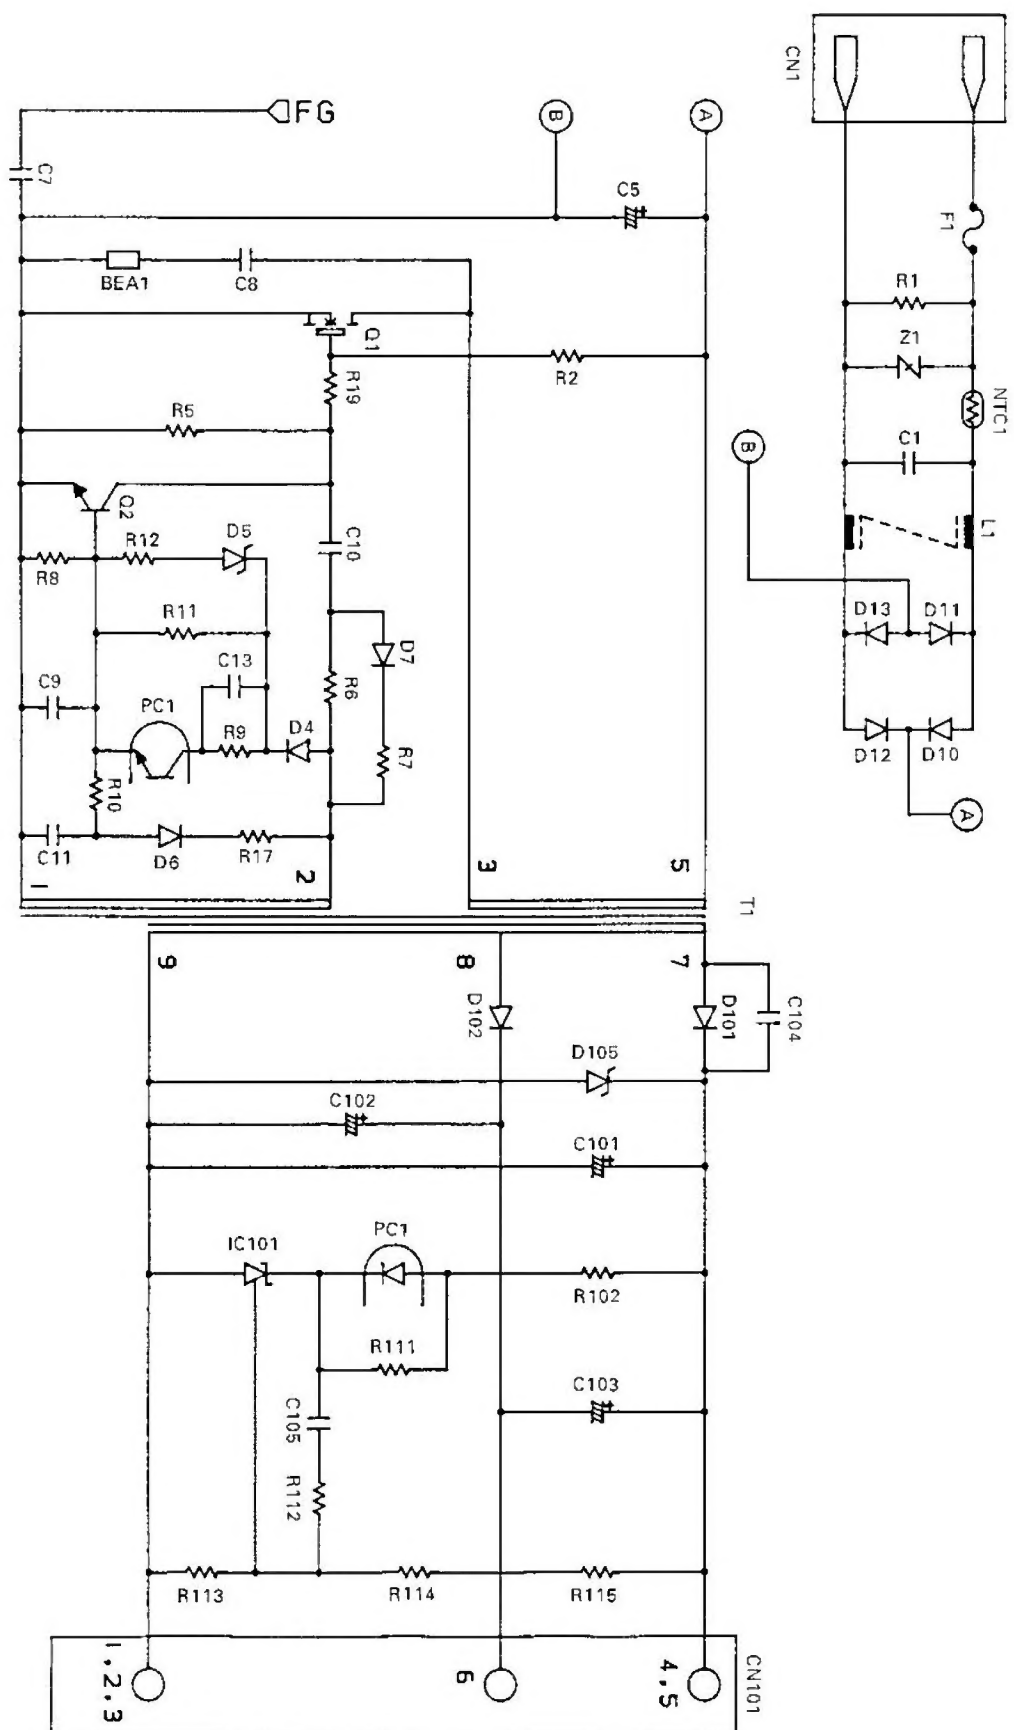 CN1
F1
R1
Z1
NTC1
C1
L1
B
D13
D11
D12
D10
A
FG
B
A
C7
C5
BEA1
C8
Q1
R2
R19
R5
Q2
C10
R12
D5
R8
R11
D7
C13
R6
C9
PC1
R9
D4
R7
R10
C11
D6
R17
1
2
3
5
T1
9
8
7
D102
D101
C104
D105
C102
C101
IC101
PC1
R102
R111
C103
C105
R112
R113
R114
R115
CN101
1,2,3
6
4,5